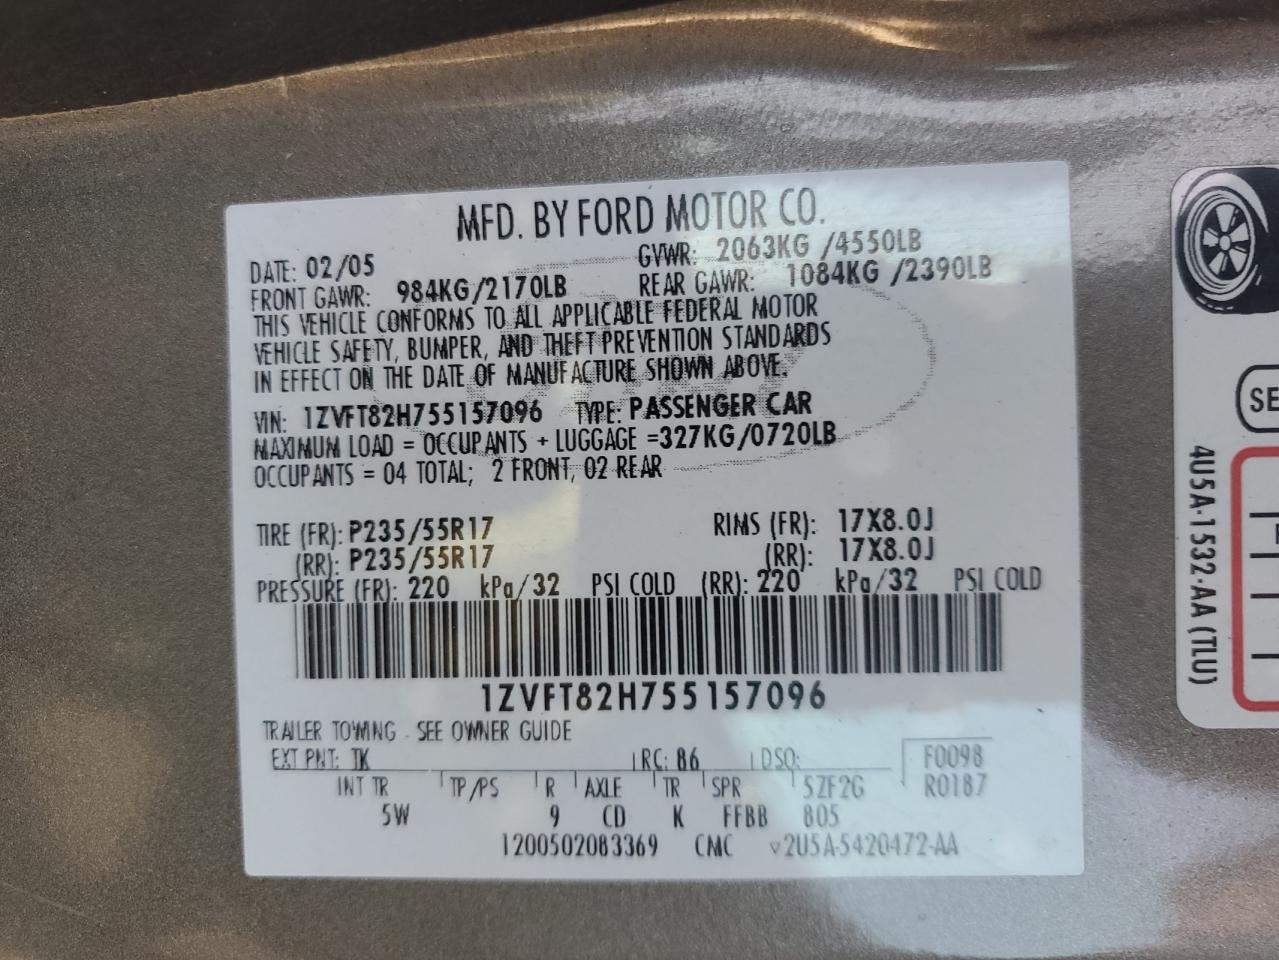 MFD. BY FORD MOTOR CO.
DATE: 02/05 GVWR: 2063KG /4550LB
FRONT GAWR: 984KG/2170LB REAR GAWR: 1084KG /2390LB
THIS VEHICLE CONFORMS TO ALL APPLICABLE FEDERAL MOTOR
VEHICLE SAFETY, BUMPER, AND THEFT PREVENTION STANDARDS
IN EFFECT ON THE DATE OF MANUFACTURE SHOWN ABOVE.
VIN: 1ZVFT82H755157096 TYPE: PASSENGER CAR
MAXIMUM LOAD = OCCUPANTS + LUGGAGE =327KG/0720LB
OCCUPANTS = 04 TOTAL; 2 FRONT, 02 REAR
TIRE (FR): P235/55R17 RIMS (FR): 17X8.0J
(RR): P235/55R17 (RR): 17X8.0J
PRESSURE (FR): 220 kPa/32 PSI COLD (RR): 220 kPa/32 PSI COLD
1ZVFT82H755157096
TRAILER TOWING - SEE OWNER GUIDE
EXT PNT: TK RC: 86 DSO: F0098
INT TR TP/PS R AXLE TR SPR 5ZF2G R0187
5W 9 CD K FFBB 805
1200502083369 CMC ▽2U5A-5420472-AA
SE
4U5A-1532-AA (TLU)